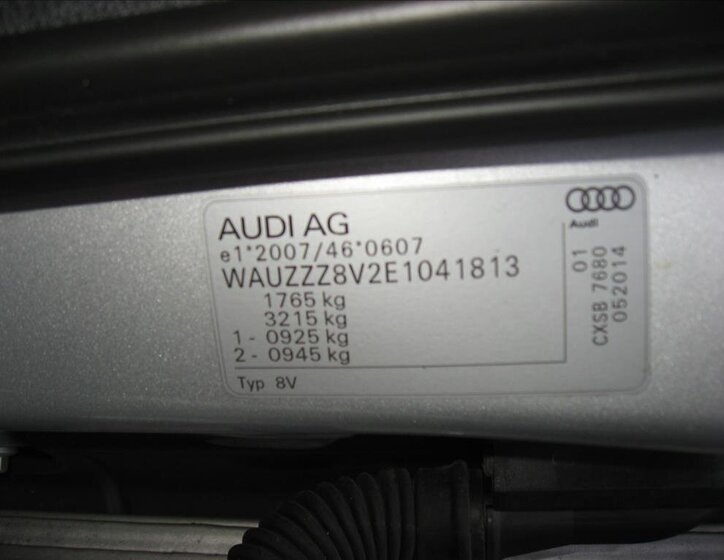 AUDI AG
e1*2007/46*0607
WAUZZZ8V2E1041813
1765 kg
3215 kg
1 - 0925 kg
2 - 0945 kg
Typ 8V
Audi
01
CXSB 7680
052014